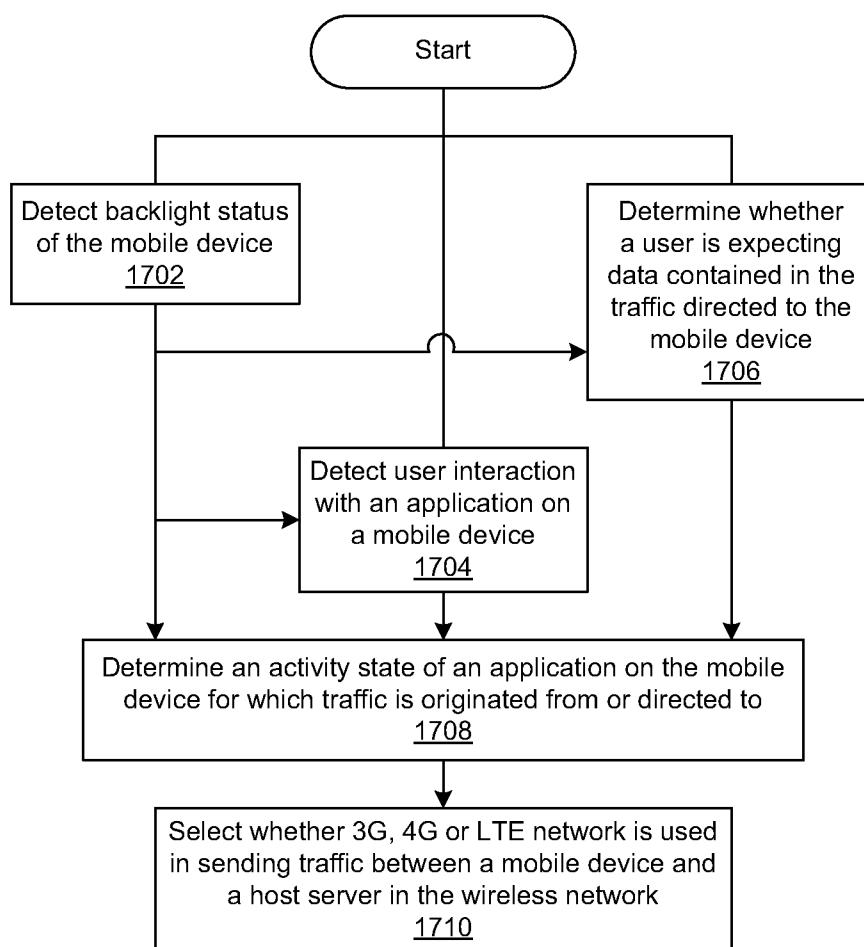 Start
Detect backlight status
of the mobile device
1702
Determine whether
a user is expecting
data contained in the
traffic directed to the
mobile device
1706
Detect user interaction
with an application on
a mobile device
1704
Determine an activity state of an application on the mobile
device for which traffic is originated from or directed to
1708
Select whether 3G, 4G or LTE network is used
in sending traffic between a mobile device and
a host server in the wireless network
1710